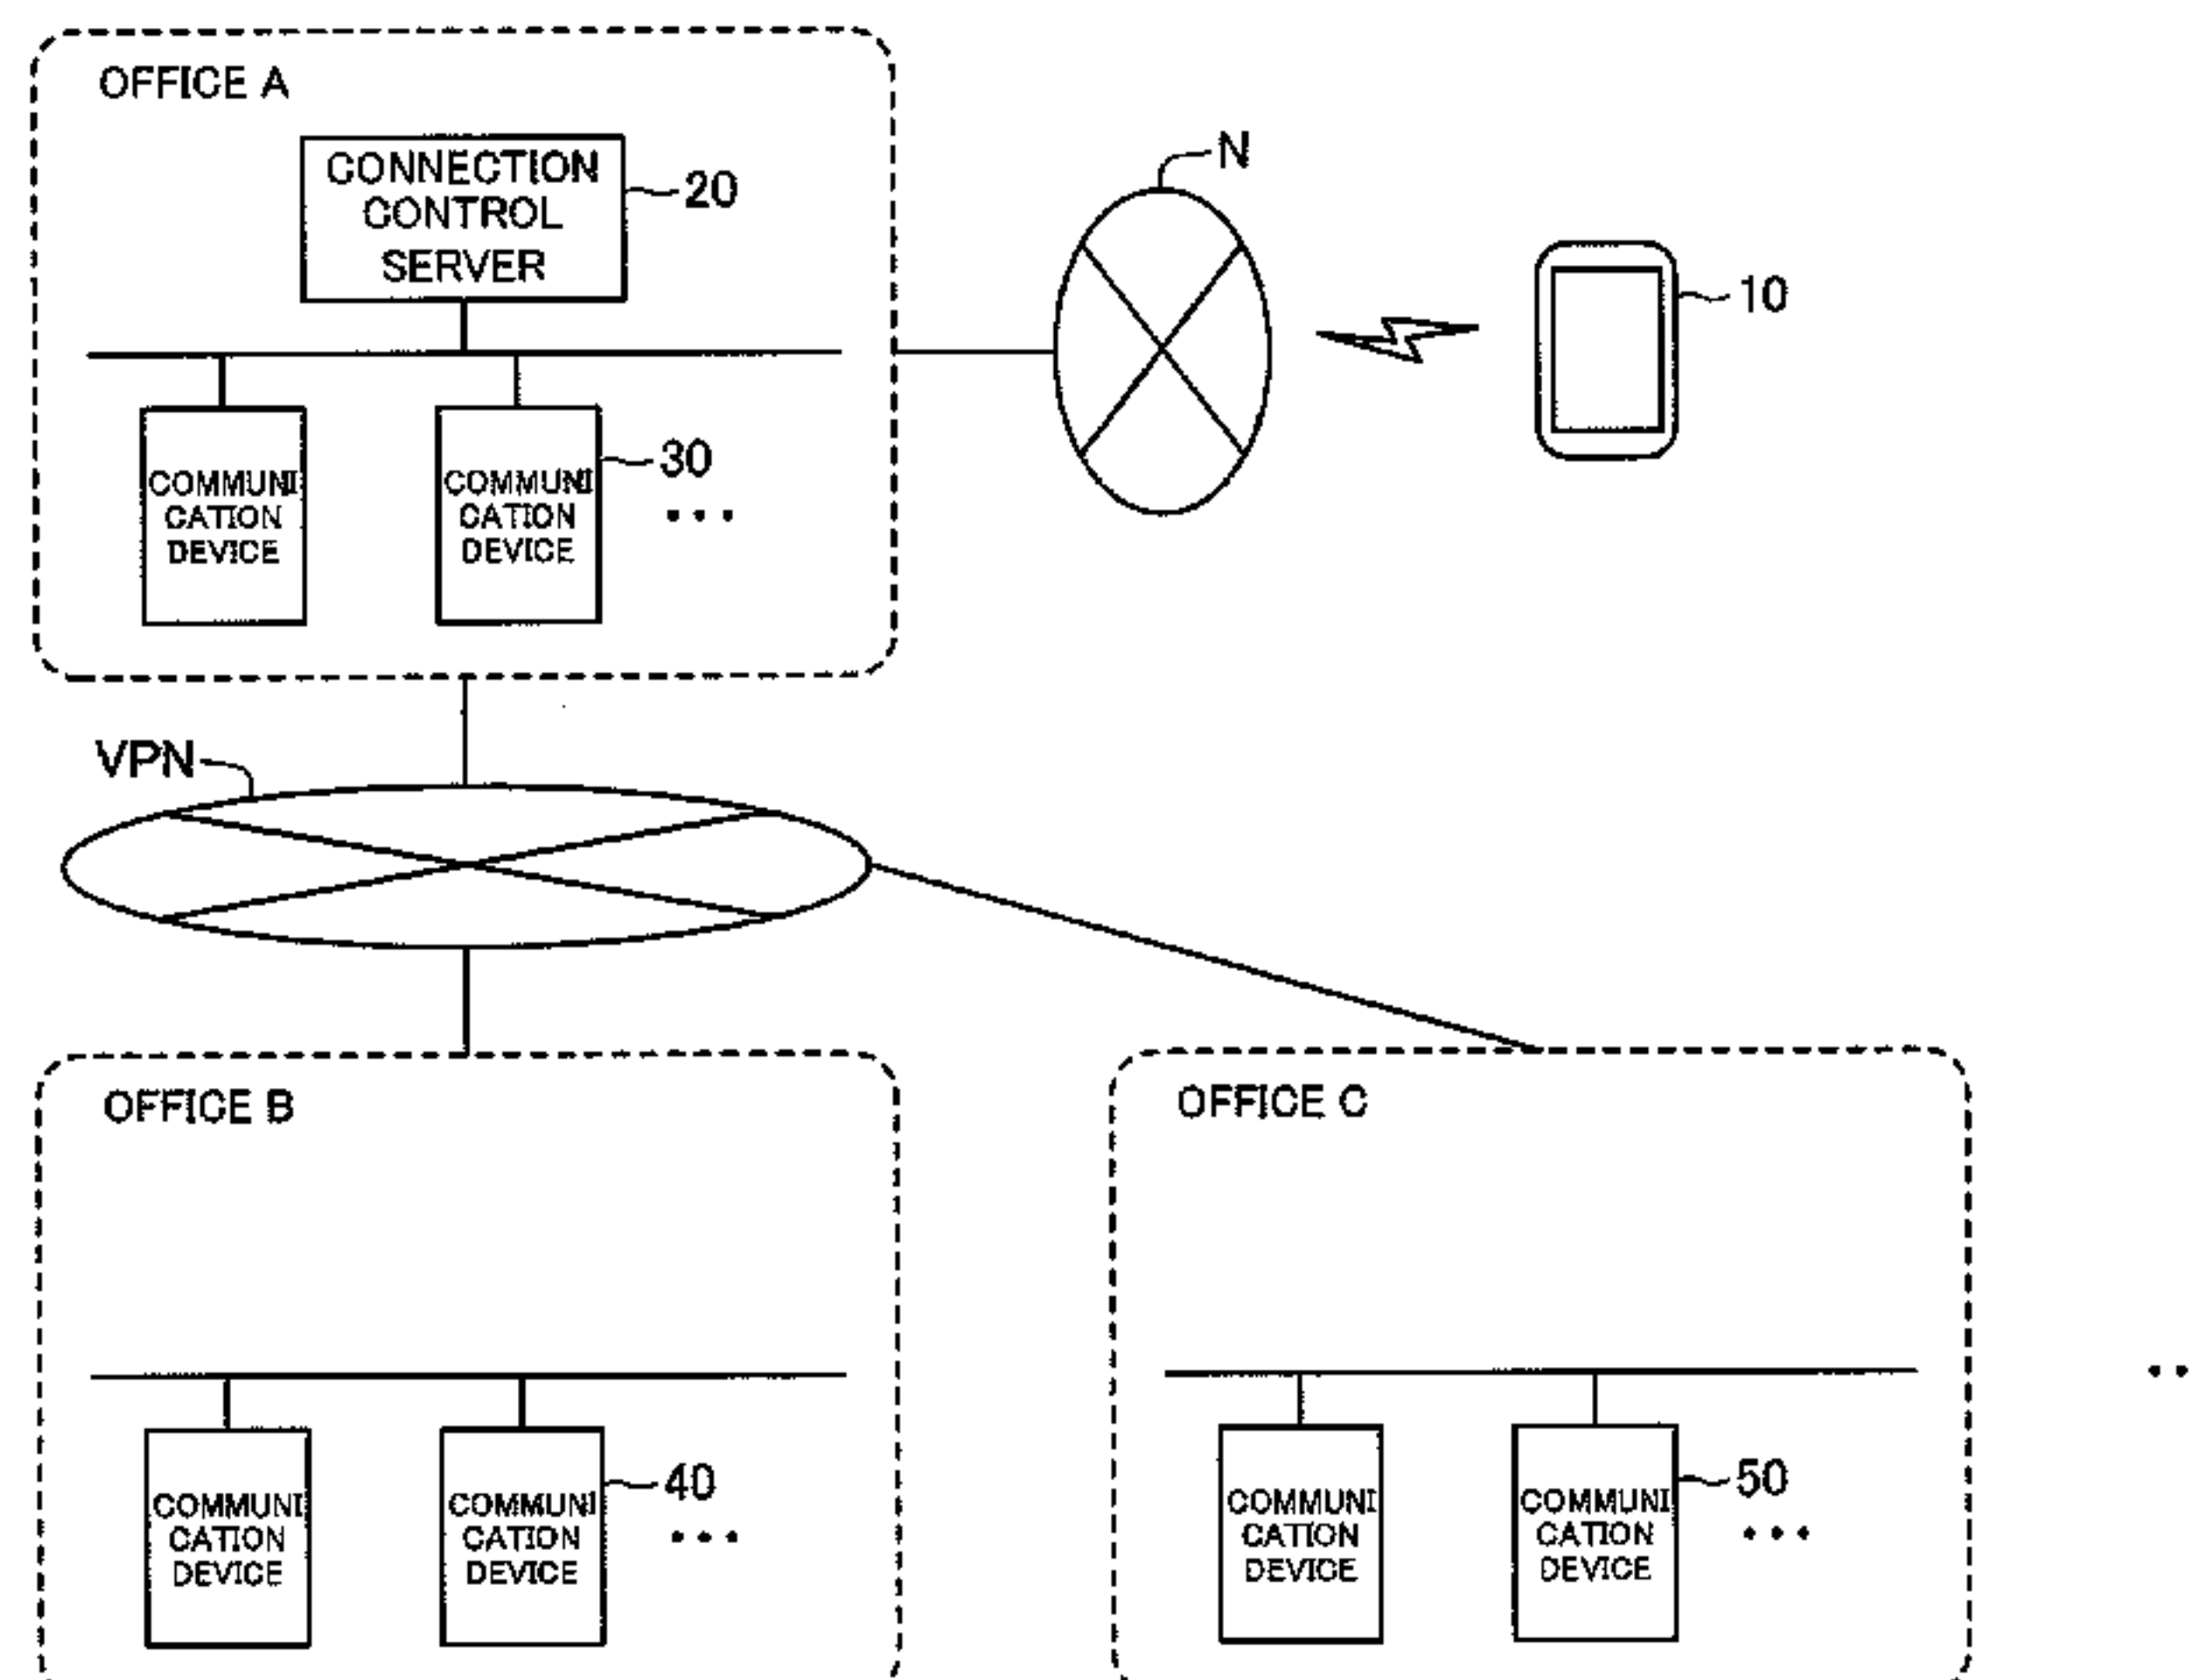 OFFICE A
CONNECTION
CONTROL
SERVER
20
N
10
COMMUNI
CATION
DEVICE
COMMUNI
CATION
DEVICE
30
...
VPN
OFFICE B
COMMUNI
CATION
DEVICE
COMMUNI
CATION
DEVICE
40
...
OFFICE C
COMMUNI
CATION
DEVICE
COMMUNI
CATION
DEVICE
50
...
..